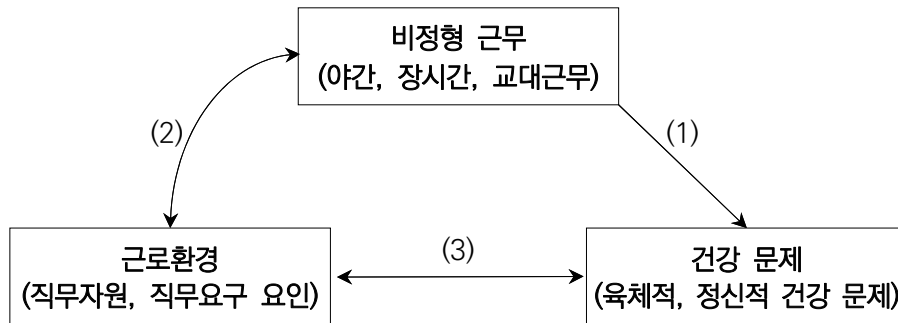 비정형 근무
(야간, 장시간, 교대근무)
(2)
(1)
근로환경
(직무자원, 직무요구 요인)
(3)
건강 문제
(육체적, 정신적 건강 문제)